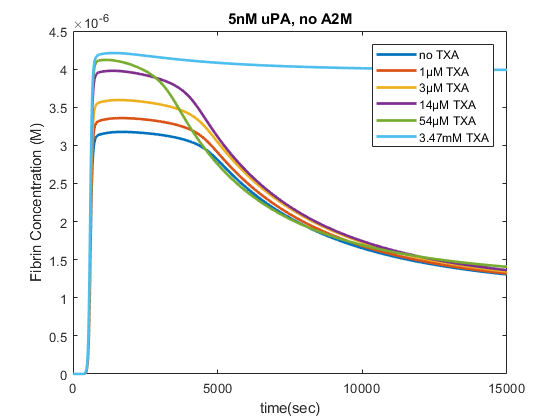 5nM uPA, no A2M
×10⁻⁶
4.5
4
3.5
3
2.5
2
1.5
1
0.5
0
Fibrin Concentration (M)
no TXA
1μM TXA
3μM TXA
14μM TXA
54μM TXA
3.47mM TXA
0 5000 10000 15000
time(sec)